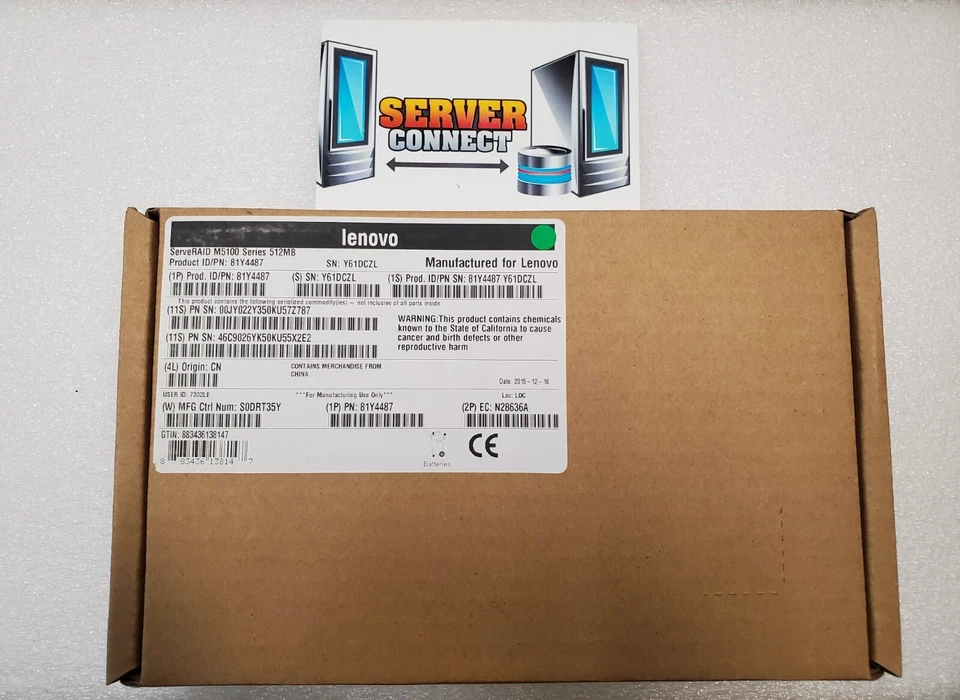 SERVER
CONNECT
lenovo
ServeRAID M5100 Series 512MB
Product ID/PN: 81Y4487
SN: Y61DCZL
Manufactured for Lenovo
(1P) Prod. ID/PN: 81Y4487
(S) SN: Y61DCZL
(1S) Prod. ID/PN SN: 81Y4487 Y61DCZL
This product contains the following serialized commodity(ies) - not inclusive of all parts inside
(11S) PN SN: 00JY022Y350KU57Z787
(11S) PN SN: 46C9026YK50KU55X2E2
WARNING:This product contains chemicals
known to the State of California to cause
cancer and birth defects or other
reproductive harm
(4L) Origin: CN
CONTAINS MERCHANDISE FROM
CHINA
Date: 2015-12-16
USER ID: 7302LE
***For Manufacturing Use Only***
Loc: LOC
(W) MFG Ctrl Num: S0DRT35Y
(1P) PN: 81Y4487
(2P) EC: N28636A
GTIN: 883436138147
8 83436 13814 7
Batteries
CE